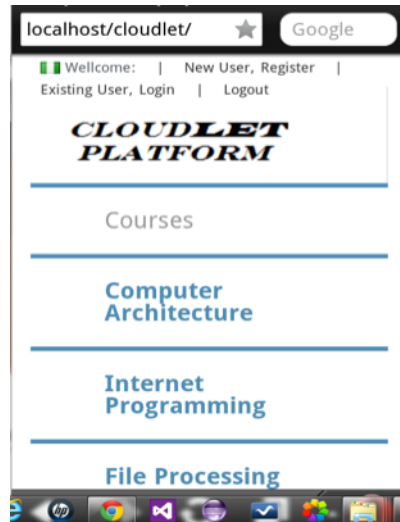 localhost/cloudlet/ Google
Wellcome: | New User, Register |
Existing User, Login | Logout
CLOUDLET
PLATFORM
Courses
Computer
Architecture
Internet
Programming
File Processing
hp